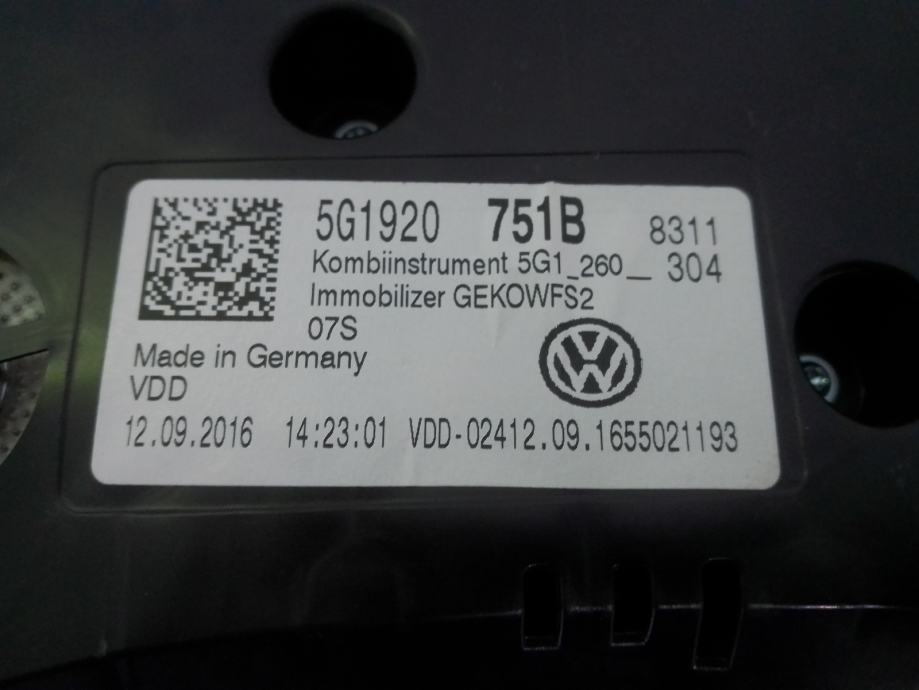 5G1920 751B 8311
Kombiinstrument 5G1_260_ 304
Immobilizer GEKOWFS2
07S
Made in Germany
VDD
12.09.2016 14:23:01 VDD-02412.09.1655021193